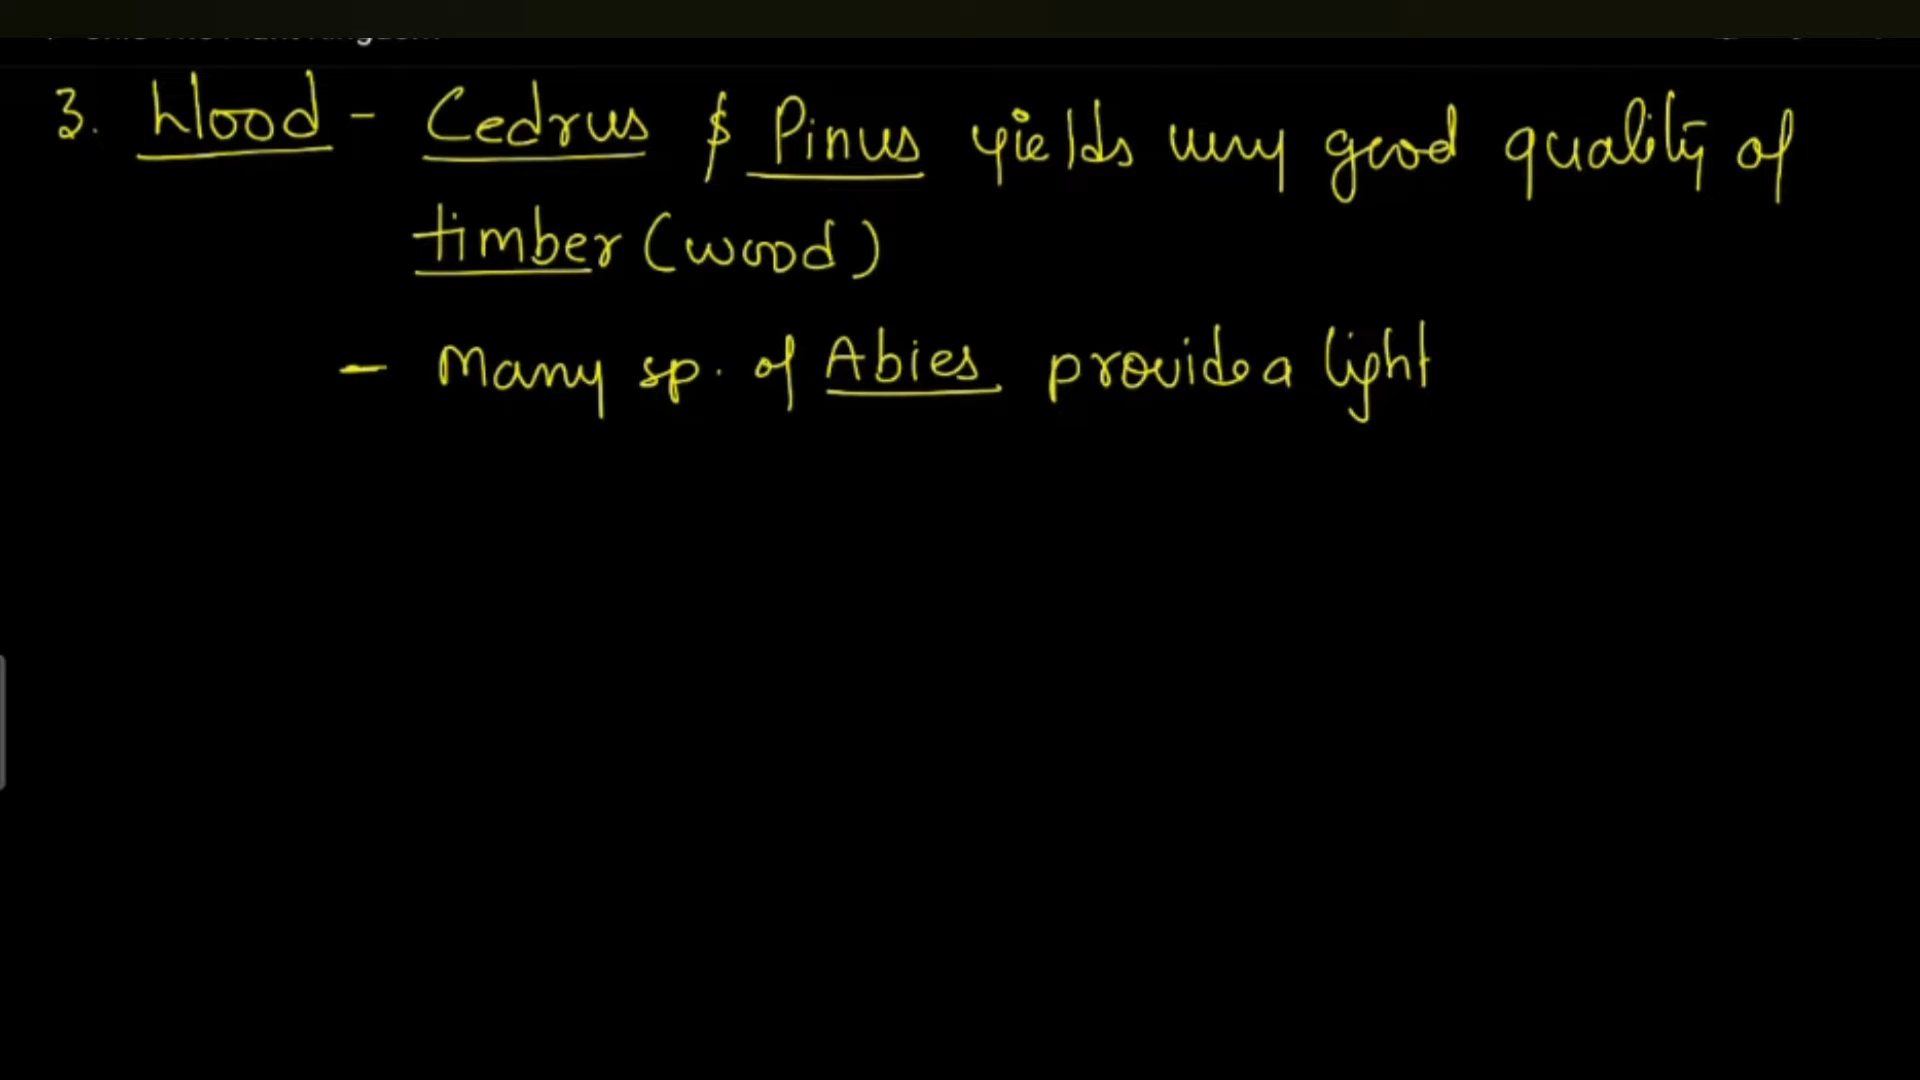 3. Wood - Cedrus & Pinus yields very good quality of
timber (wood)
- Many sp. of Abies provide a light